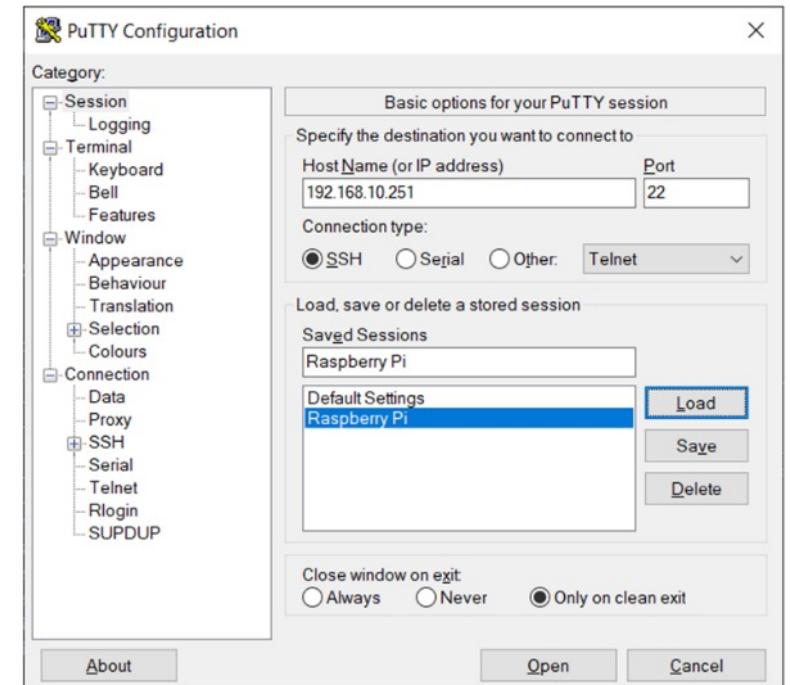 PuTTY Configuration
Category:
Session
Logging
Terminal
Keyboard
Bell
Features
Window
Appearance
Behaviour
Translation
Selection
Colours
Connection
Data
Proxy
SSH
Serial
Telnet
Rlogin
SUPDUP
Basic options for your PuTTY session
Specify the destination you want to connect to
Host Name (or IP address) Port
192.168.10.251 22
Connection type:
SSH Serial Other: Telnet
Load, save or delete a stored session
Saved Sessions
Raspberry Pi
Default Settings
Raspberry Pi
Load
Save
Delete
Close window on exit:
Always Never Only on clean exit
About Open Cancel